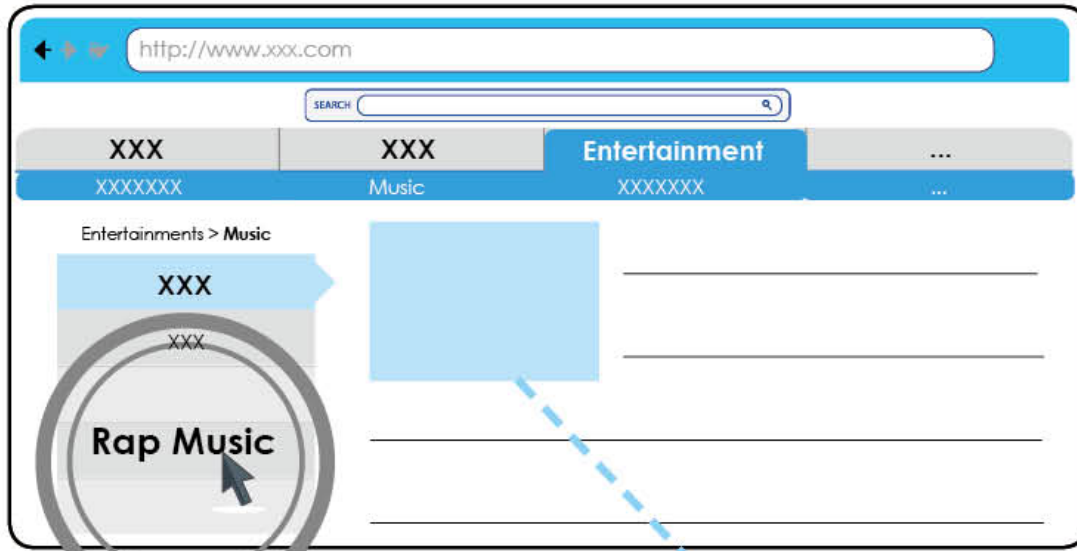 http://www.xxx.com
SEARCH
XXX XXX Entertainment ...
XXXXXXX Music XXXXXXX ...
Entertainments > Music
XXX
XXX
Rap Music